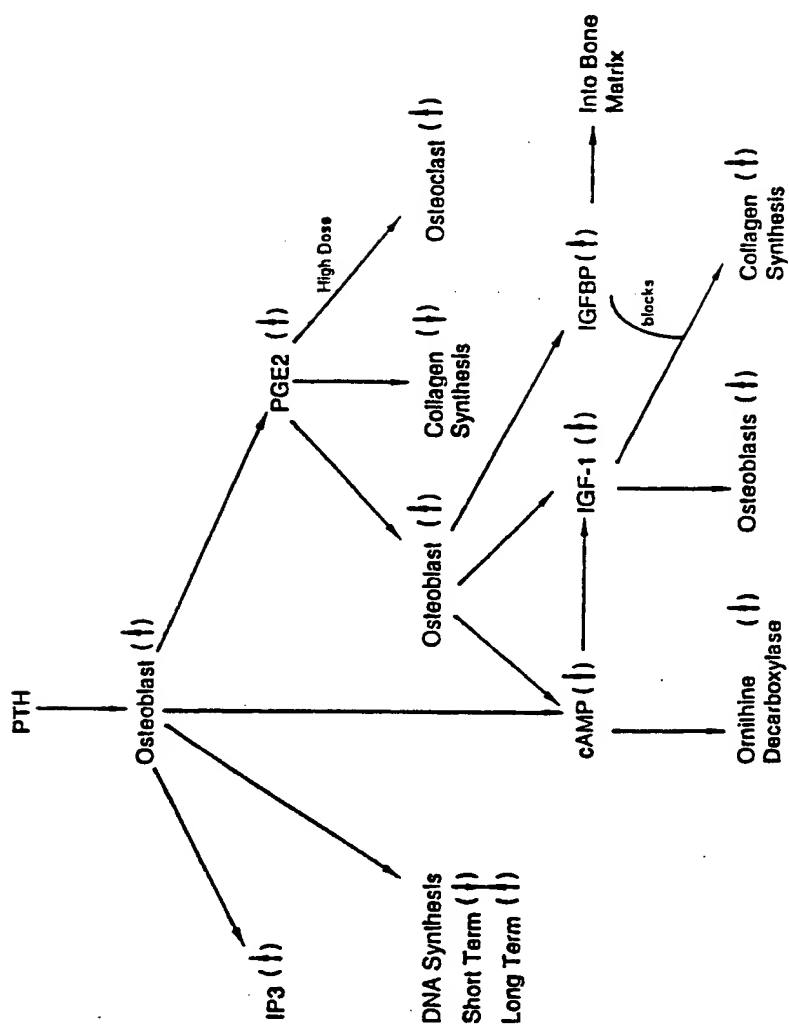 PTH
Osteoblast
IP3
PGE2
High Dose
DNA Synthesis
Short Term
Long Term
Osteoblast
Collagen
Synthesis
Osteoclast
cAMP
IGF-1
IGFBP
Into Bone
Matrix
blocks
Ornithine
Decarboxylase
Osteoblasts
Collagen
Synthesis